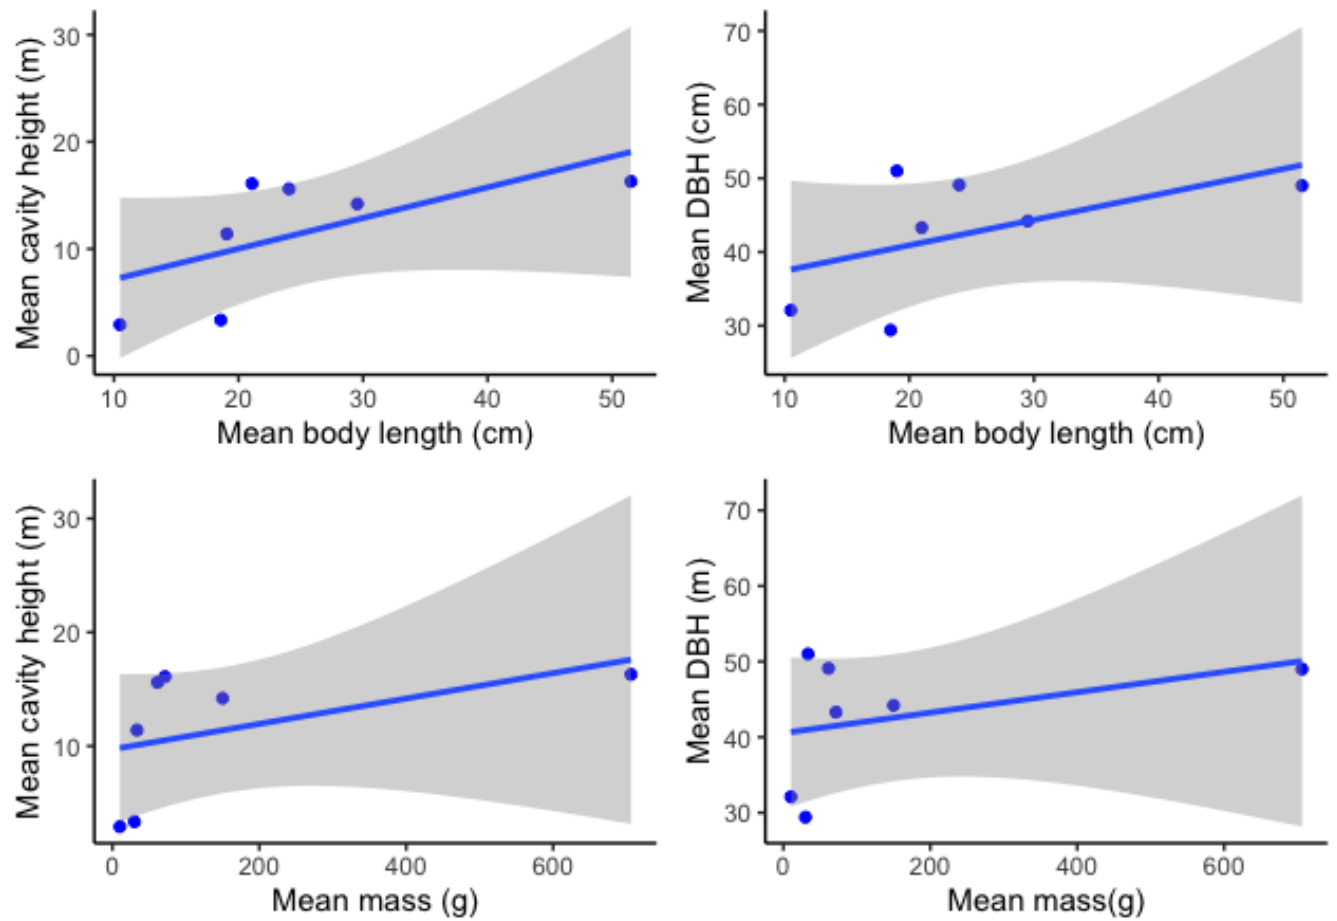 Mean cavity height (m)
30
20
10
0
10 20 30 40 50
Mean body length (cm)
Mean DBH (cm)
70
60
50
40
30
10 20 30 40 50
Mean body length (cm)
Mean cavity height (m)
30
20
10
0 200 400 600
Mean mass (g)
Mean DBH (m)
70
60
50
40
30
0 200 400 600
Mean mass(g)